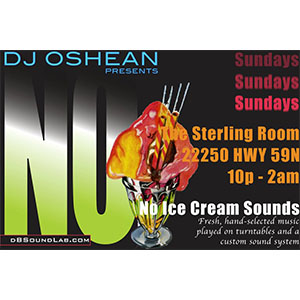 DJ OSHEAN
PRESENTS
NO
Sundays
Sundays
Sundays
The Sterling Room
22250 HWY 59N
10p - 2am
No Ice Cream Sounds
Fresh, hand-selected music
played on turntables and a
custom sound system
dBSoundLab.com